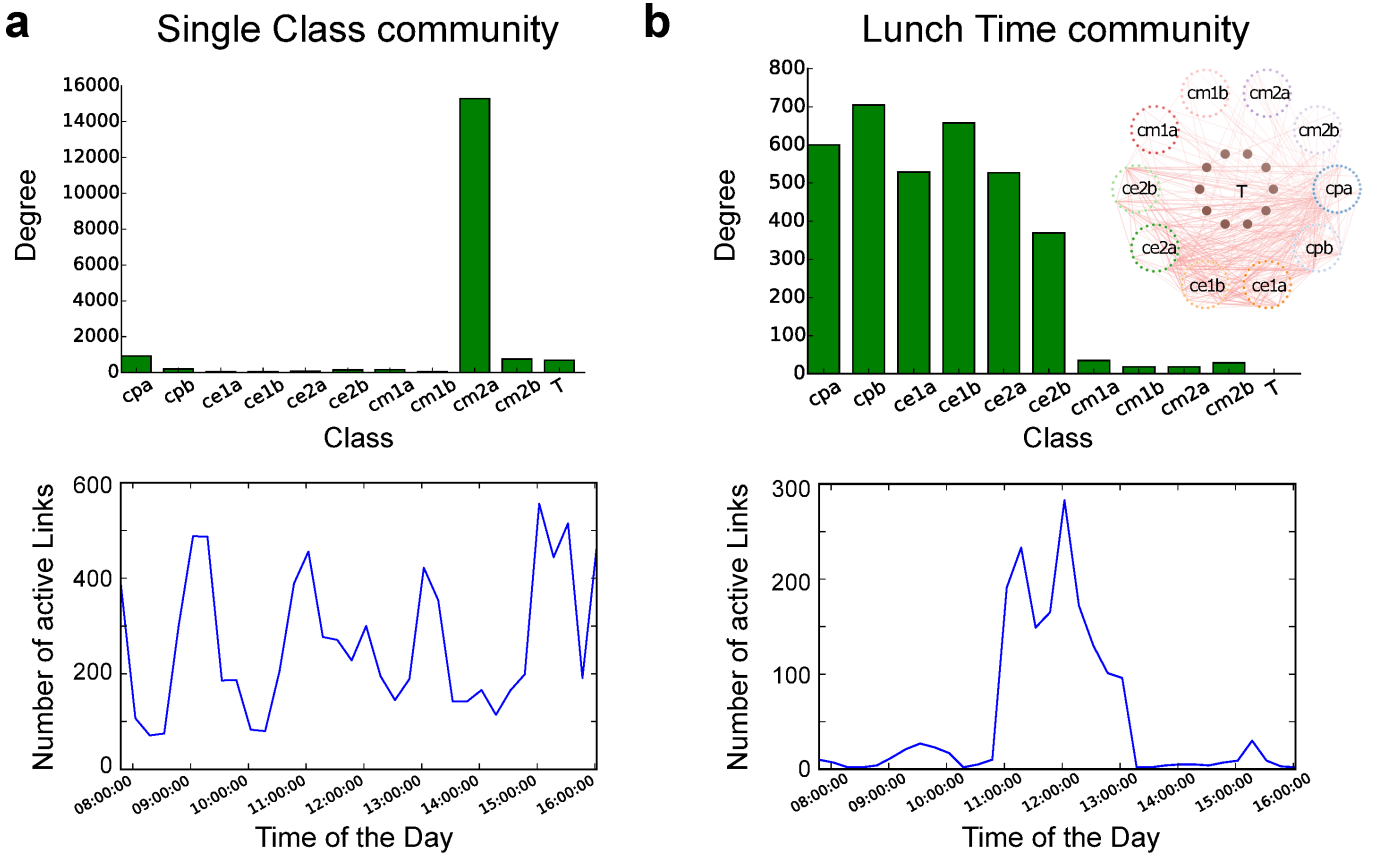 a Single Class community
16000
14000
12000
10000
8000
6000
4000
2000
0
Degree
cpa cpb ce1a ce1b ce2a ce2b cm1a cm1b cm2a cm2b T
Class
600
400
200
0
Number of active Links
08:00:00 09:00:00 10:00:00 11:00:00 12:00:00 13:00:00 14:00:00 15:00:00 16:00:00
Time of the Day
b Lunch Time community
800
700
600
500
400
300
200
100
0
Degree
cpa cpb ce1a ce1b ce2a ce2b cm1a cm1b cm2a cm2b T
Class
cm1b cm2a
cm1a cm2b
ce2b T cpa
ce2a cpb
ce1b ce1a
300
200
100
0
Number of active Links
08:00:00 09:00:00 10:00:00 11:00:00 12:00:00 13:00:00 14:00:00 15:00:00 16:00:00
Time of the Day